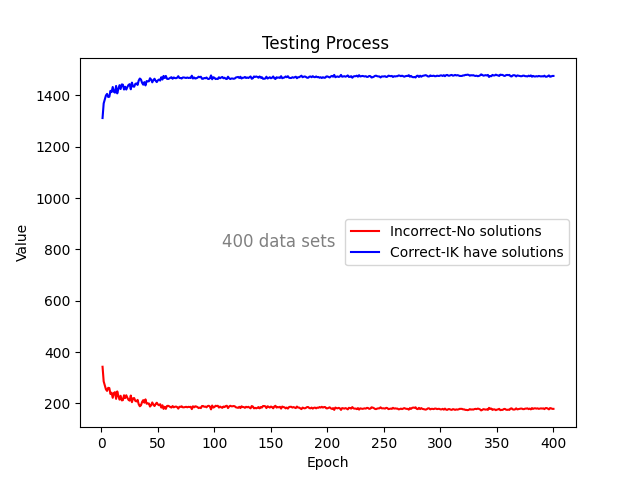 Testing Process
Value
1400
1200
1000
800
600
400
200
400 data sets
Incorrect-No solutions
Correct-IK have solutions
0 50 100 150 200 250 300 350 400
Epoch